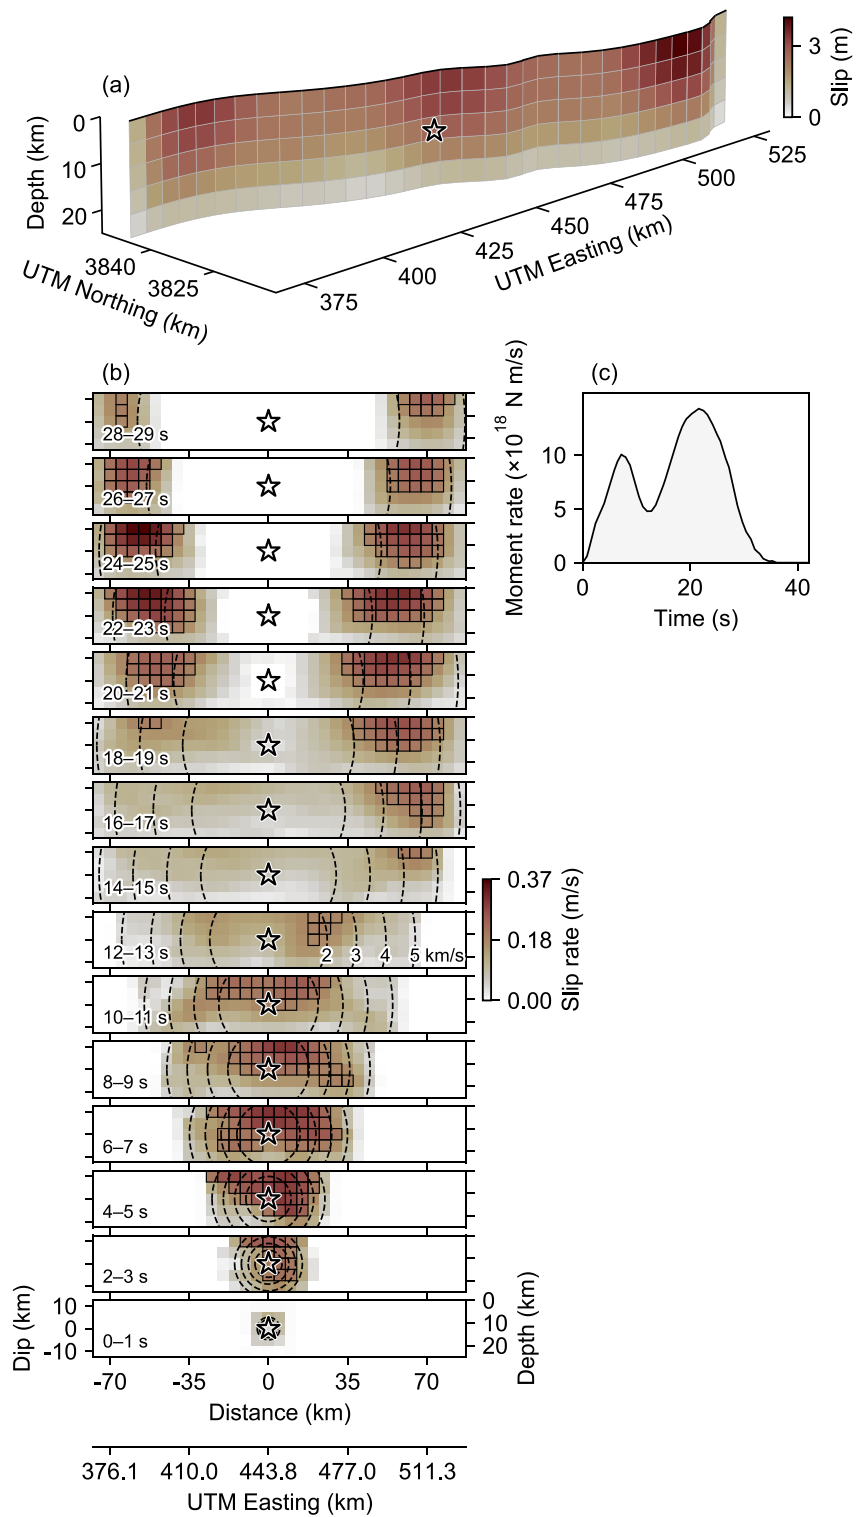 (a)
Slip (m)
3
0
Depth (km)
0
10
20
3840
3825
UTM Northing (km)
375
400
425
450
475
500
525
UTM Easting (km)
(b)
28–29 s
26–27 s
24–25 s
22–23 s
20–21 s
18–19 s
16–17 s
14–15 s
12–13 s
2 3 4 5 km/s
10–11 s
8–9 s
6–7 s
4–5 s
2–3 s
0–1 s
Dip (km)
10
0
-10
Depth (km)
0
10
20
-70 -35 0 35 70
Distance (km)
376.1 410.0 443.8 477.0 511.3
UTM Easting (km)
Slip rate (m/s)
0.37
0.18
0.00
(c)
Moment rate (×10¹⁸ N m/s)
10
5
0
0 20 40
Time (s)